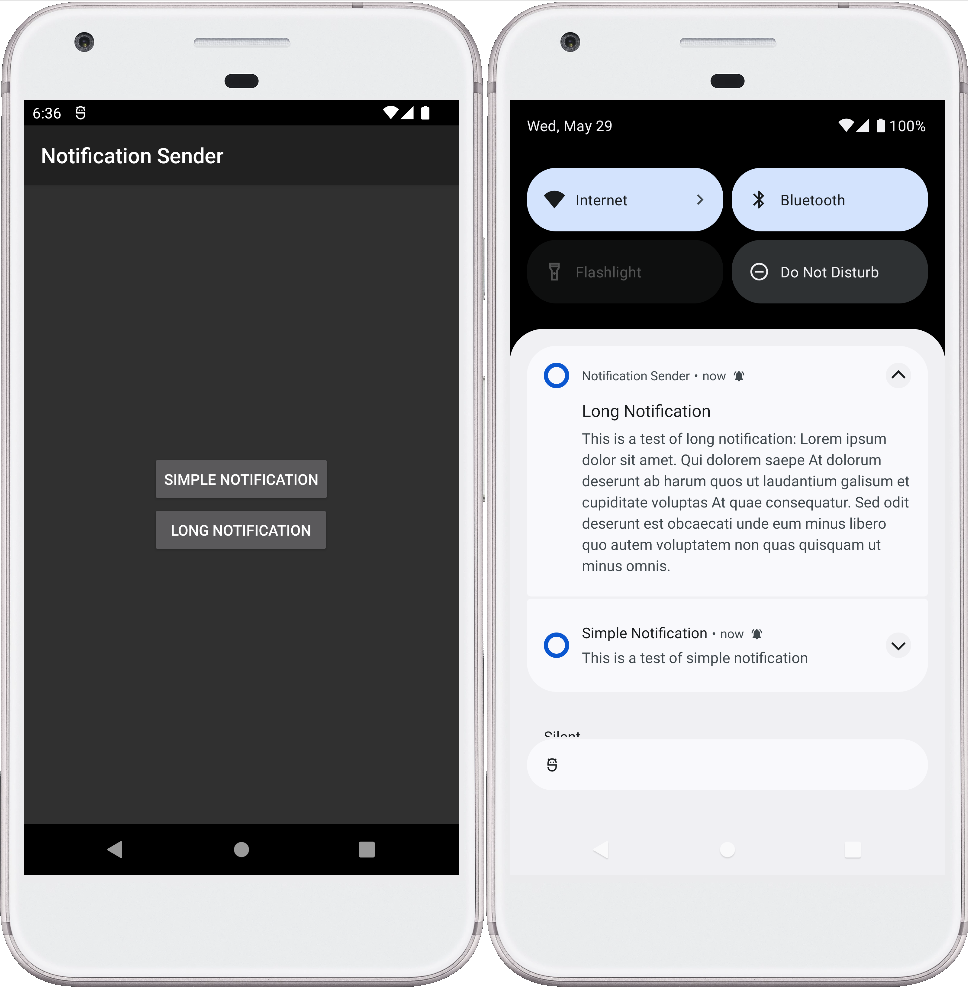 6:36
Notification Sender
SIMPLE NOTIFICATION
LONG NOTIFICATION
Wed, May 29
100%
Internet
Bluetooth
Flashlight
Do Not Disturb
Notification Sender • now
Long Notification
This is a test of long notification: Lorem ipsum
dolor sit amet. Qui dolorem saepe At dolorum
deserunt ab harum quos ut laudantium galisum et
cupiditate voluptas At quae consequatur. Sed odit
deserunt est obcaecati unde eum minus libero
quo autem voluptatem non quas quisquam ut
minus omnis.
Simple Notification • now
This is a test of simple notification
Silent